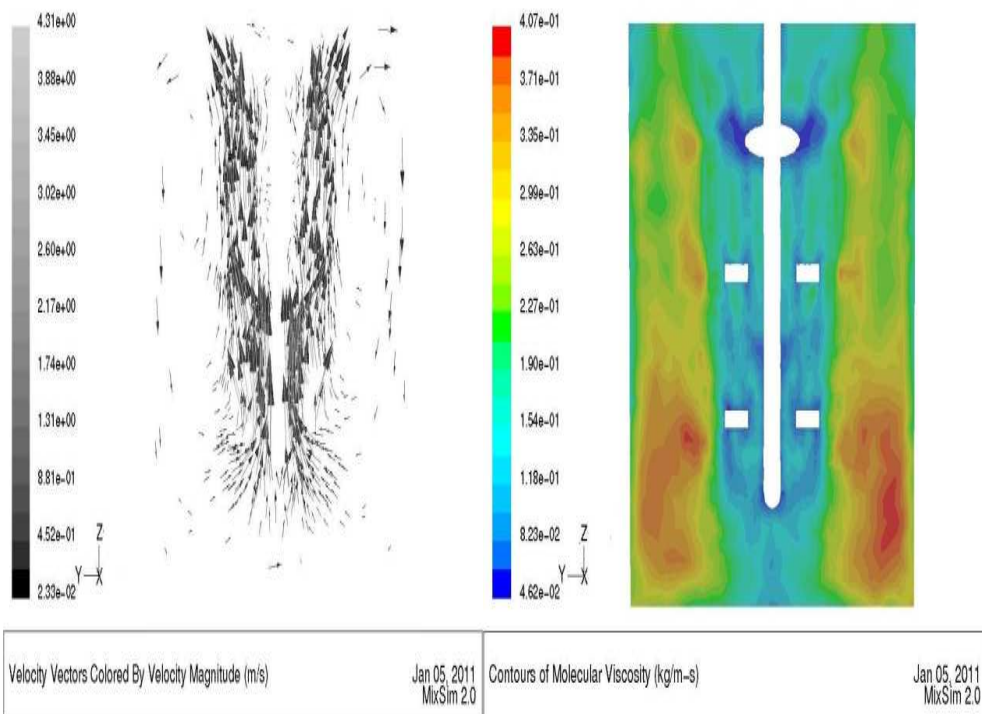 4.31e+00
3.88e+00
3.45e+00
3.02e+00
2.60e+00
2.17e+00
1.74e+00
1.31e+00
8.81e-01
4.52e-01
2.33e-02
Z
Y X
4.07e-01
3.71e-01
3.35e-01
2.99e-01
2.63e-01
2.27e-01
1.90e-01
1.54e-01
1.18e-01
8.23e-02
4.62e-02
Z
Y X
Velocity Vectors Colored By Velocity Magnitude (m/s)
Jan 05, 2011
MixSim 2.0
Contours of Molecular Viscosity (kg/m-s)
Jan 05, 2011
MixSim 2.0